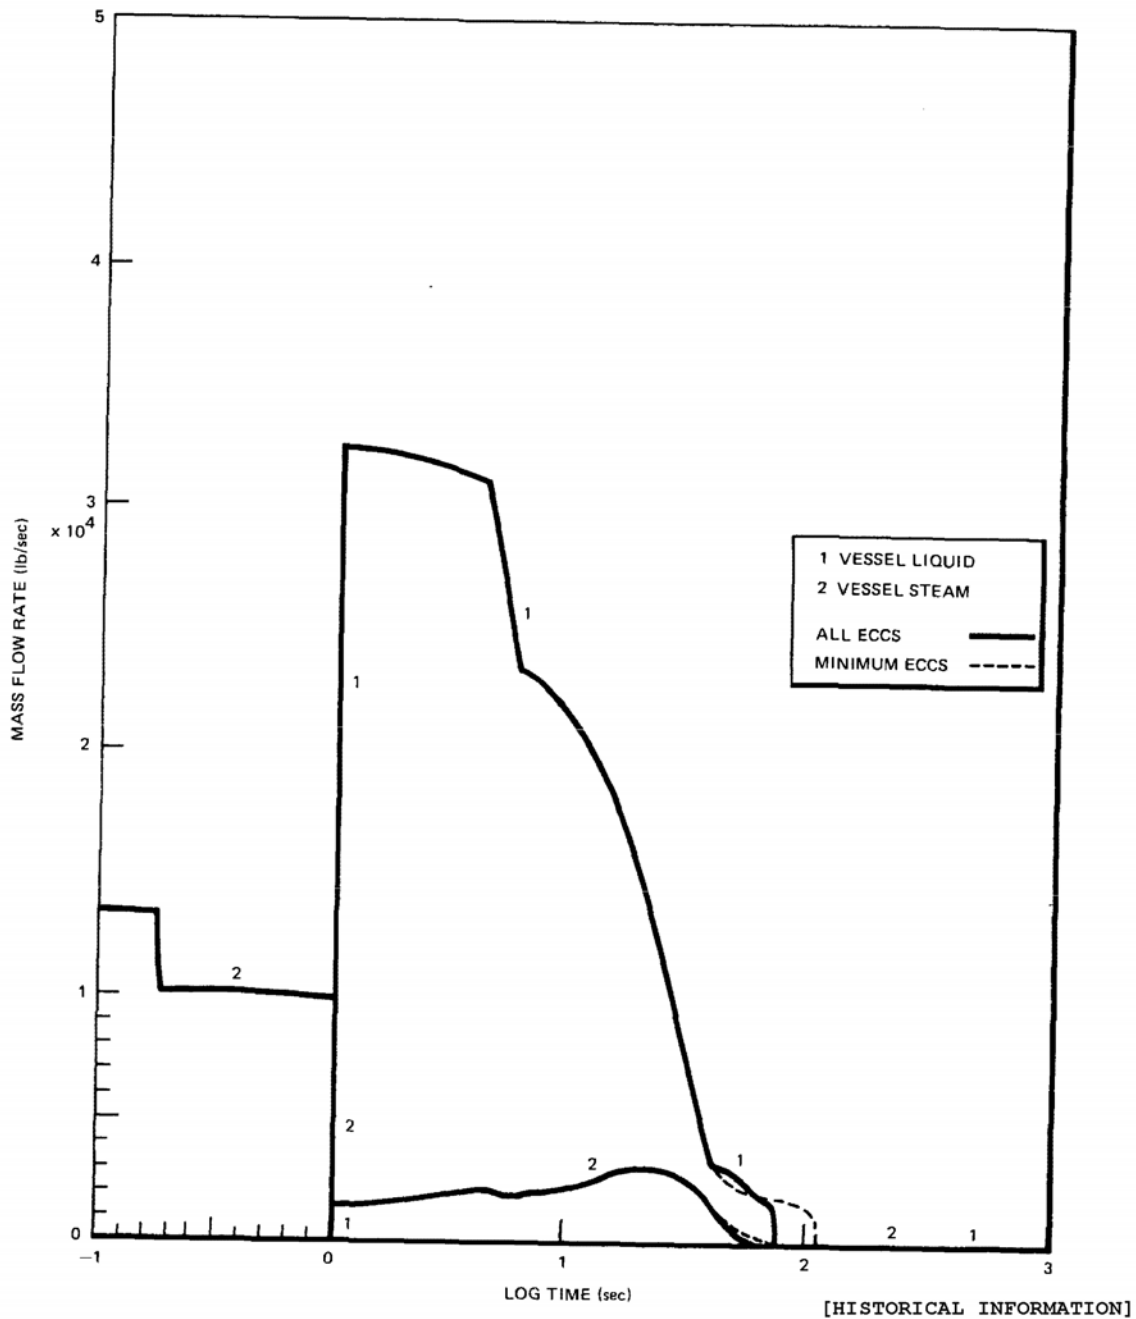 5
4
3
x 10⁴
MASS FLOW RATE (lb/sec)
2
1
0
1
1
2
2
1
2
1
2
1
1 VESSEL LIQUID
2 VESSEL STEAM
ALL ECCS
MINIMUM ECCS
−1
0
1
2
3
LOG TIME (sec)
[HISTORICAL INFORMATION]